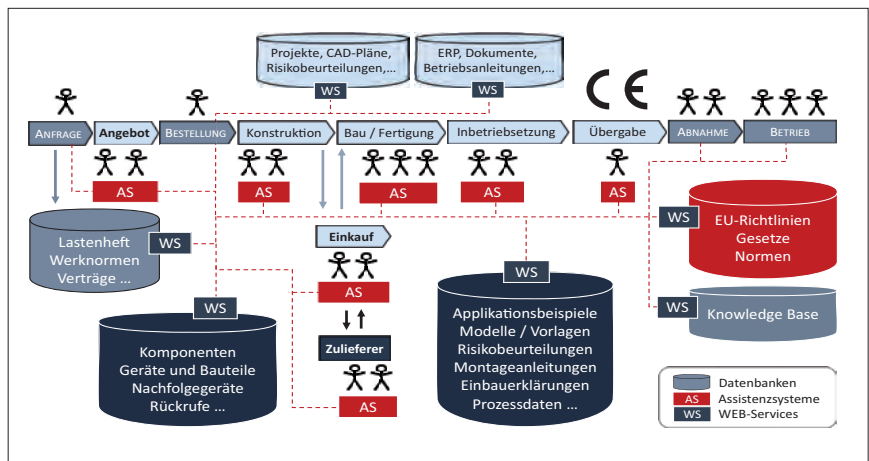 Projekte, CAD-Pläne,
Risikobeurteilungen,...
WS
ERP, Dokumente,
Betriebsanleitungen,...
WS
CE
ANFRAGE
Angebot
BESTELLUNG
Konstruktion
Bau / Fertigung
Inbetriebsetzung
Übergabe
ABNAHME
BETRIEB
AS
AS
AS
AS
AS
Lastenheft
Werknormen
Verträge ...
WS
Einkauf
AS
Zulieferer
AS
WS
Komponenten
Geräte und Bauteile
Nachfolgegeräte
Rückrufe ...
WS
Applikationsbeispiele
Modelle / Vorlagen
Risikobeurteilungen
Montageanleitungen
Einbauerklärungen
Prozessdaten ...
WS
EU-Richtlinien
Gesetze
Normen
WS
Knowledge Base
Datenbanken
AS
Assistenzsysteme
WS
WEB-Services